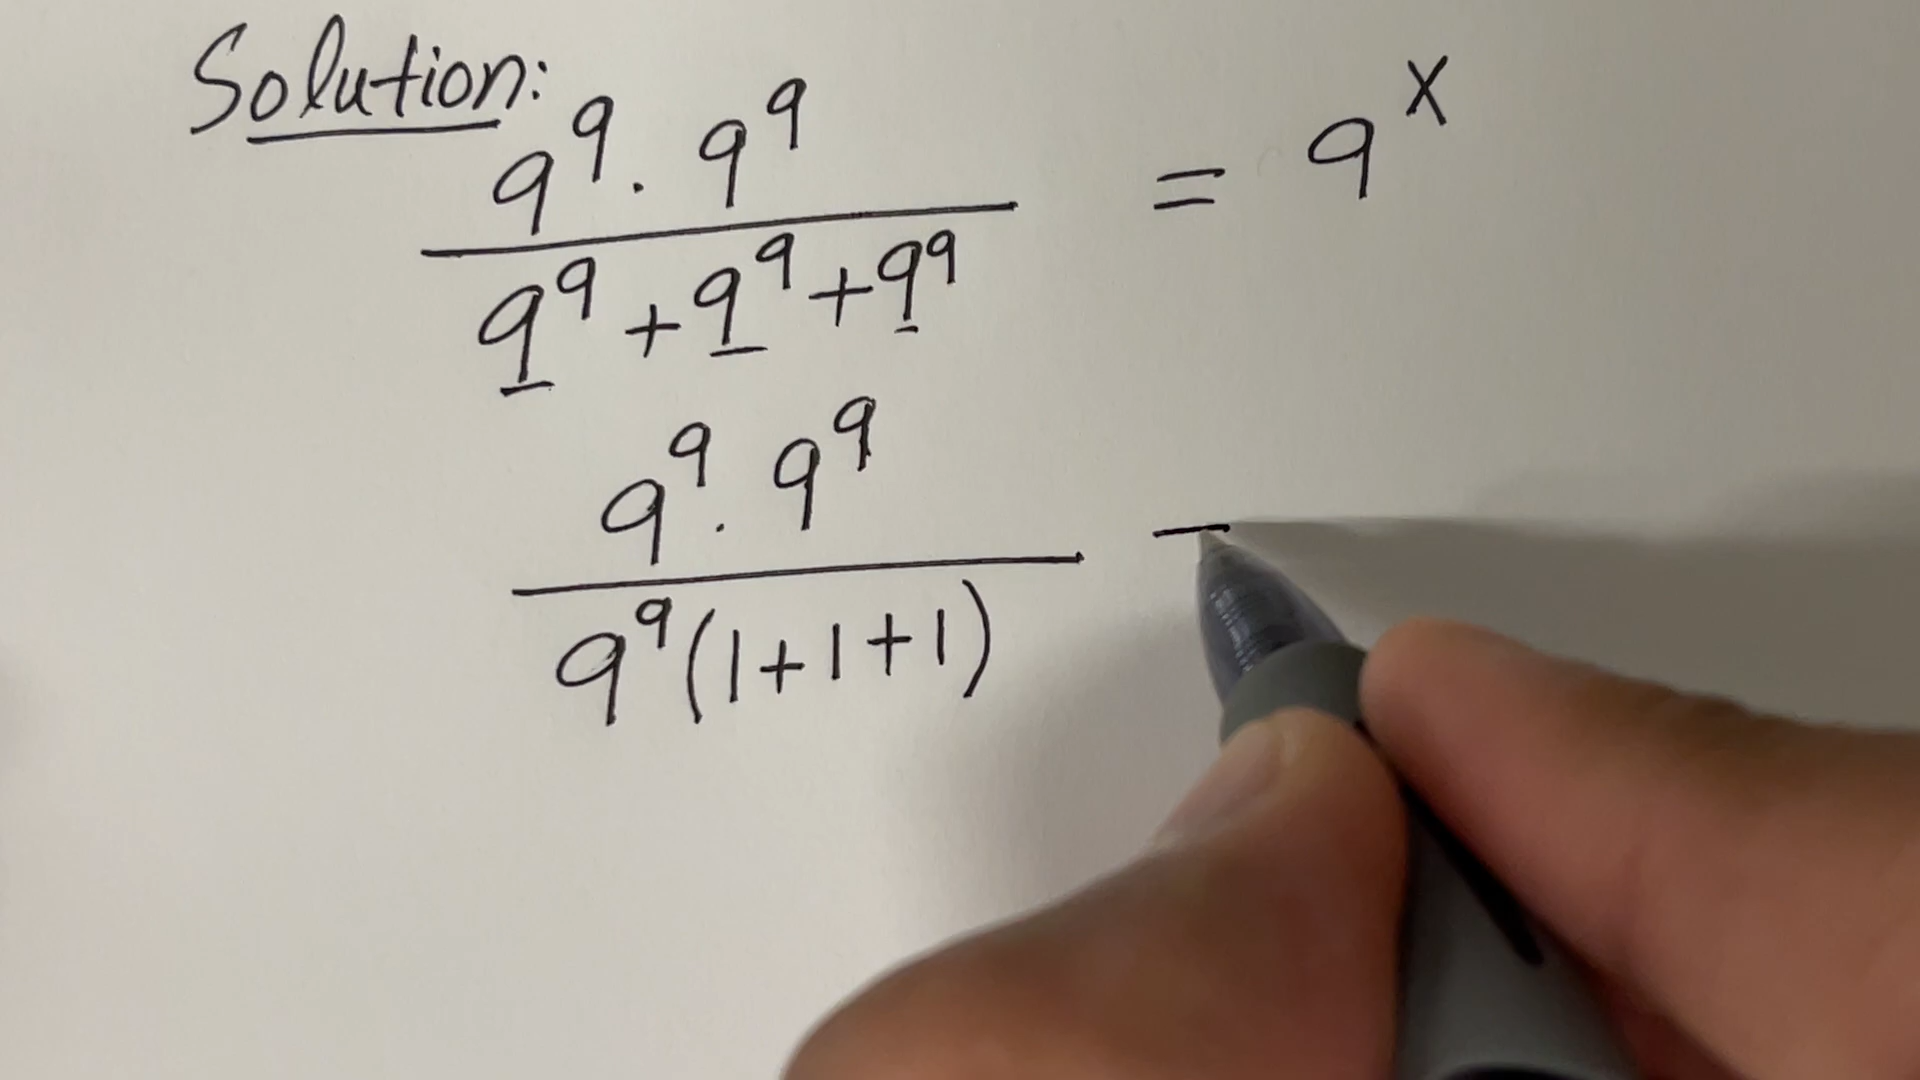 Solution:
9⁹ · 9⁹ = 9ˣ
9⁹ + 9⁹ + 9⁹
9⁹ · 9⁹
9⁹(1+1+1)